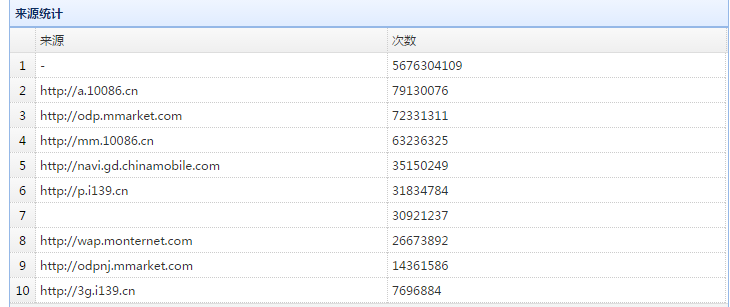 来源统计
来源 次数
1 - 5676304109
2 http://a.10086.cn 79130076
3 http://odp.mmarket.com 72331311
4 http://mm.10086.cn 63236325
5 http://navi.gd.chinamobile.com 35150249
6 http://p.i139.cn 31834784
7 30921237
8 http://wap.monternet.com 26673892
9 http://odpnj.mmarket.com 14361586
10 http://3g.i139.cn 7696884